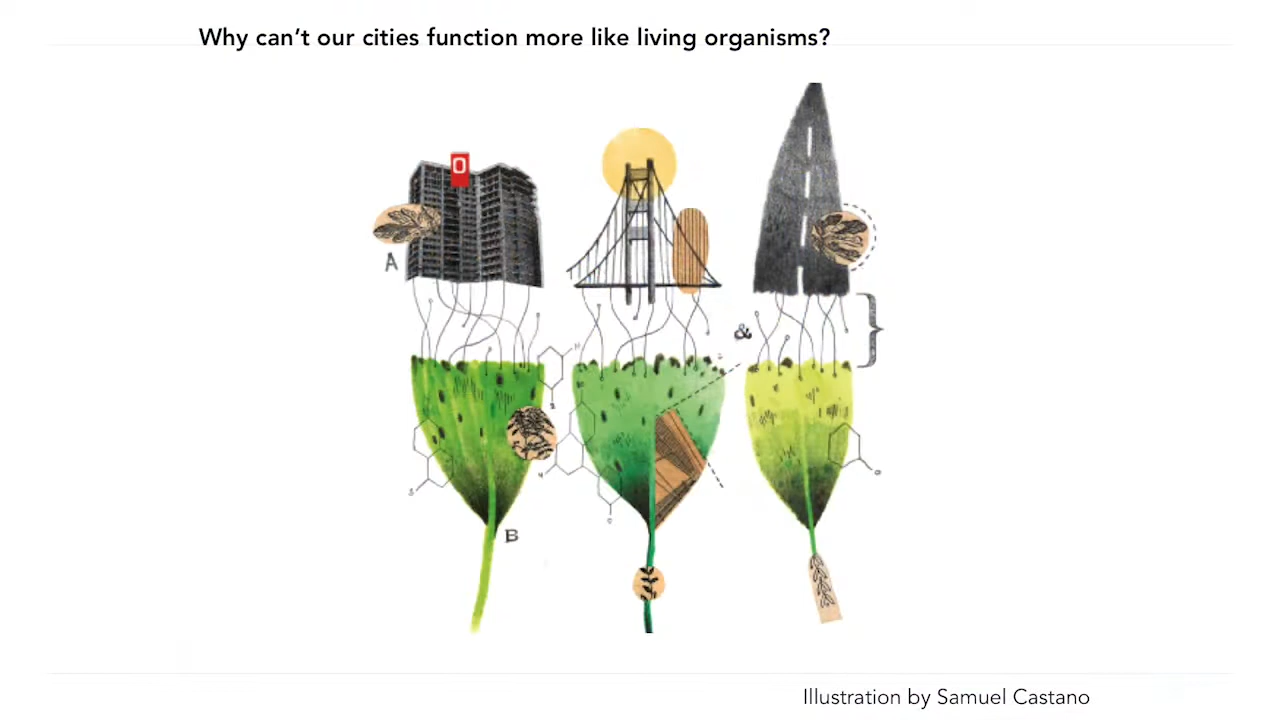 Why can't our cities function more like living organisms?
O
A
&
B
Illustration by Samuel Castano